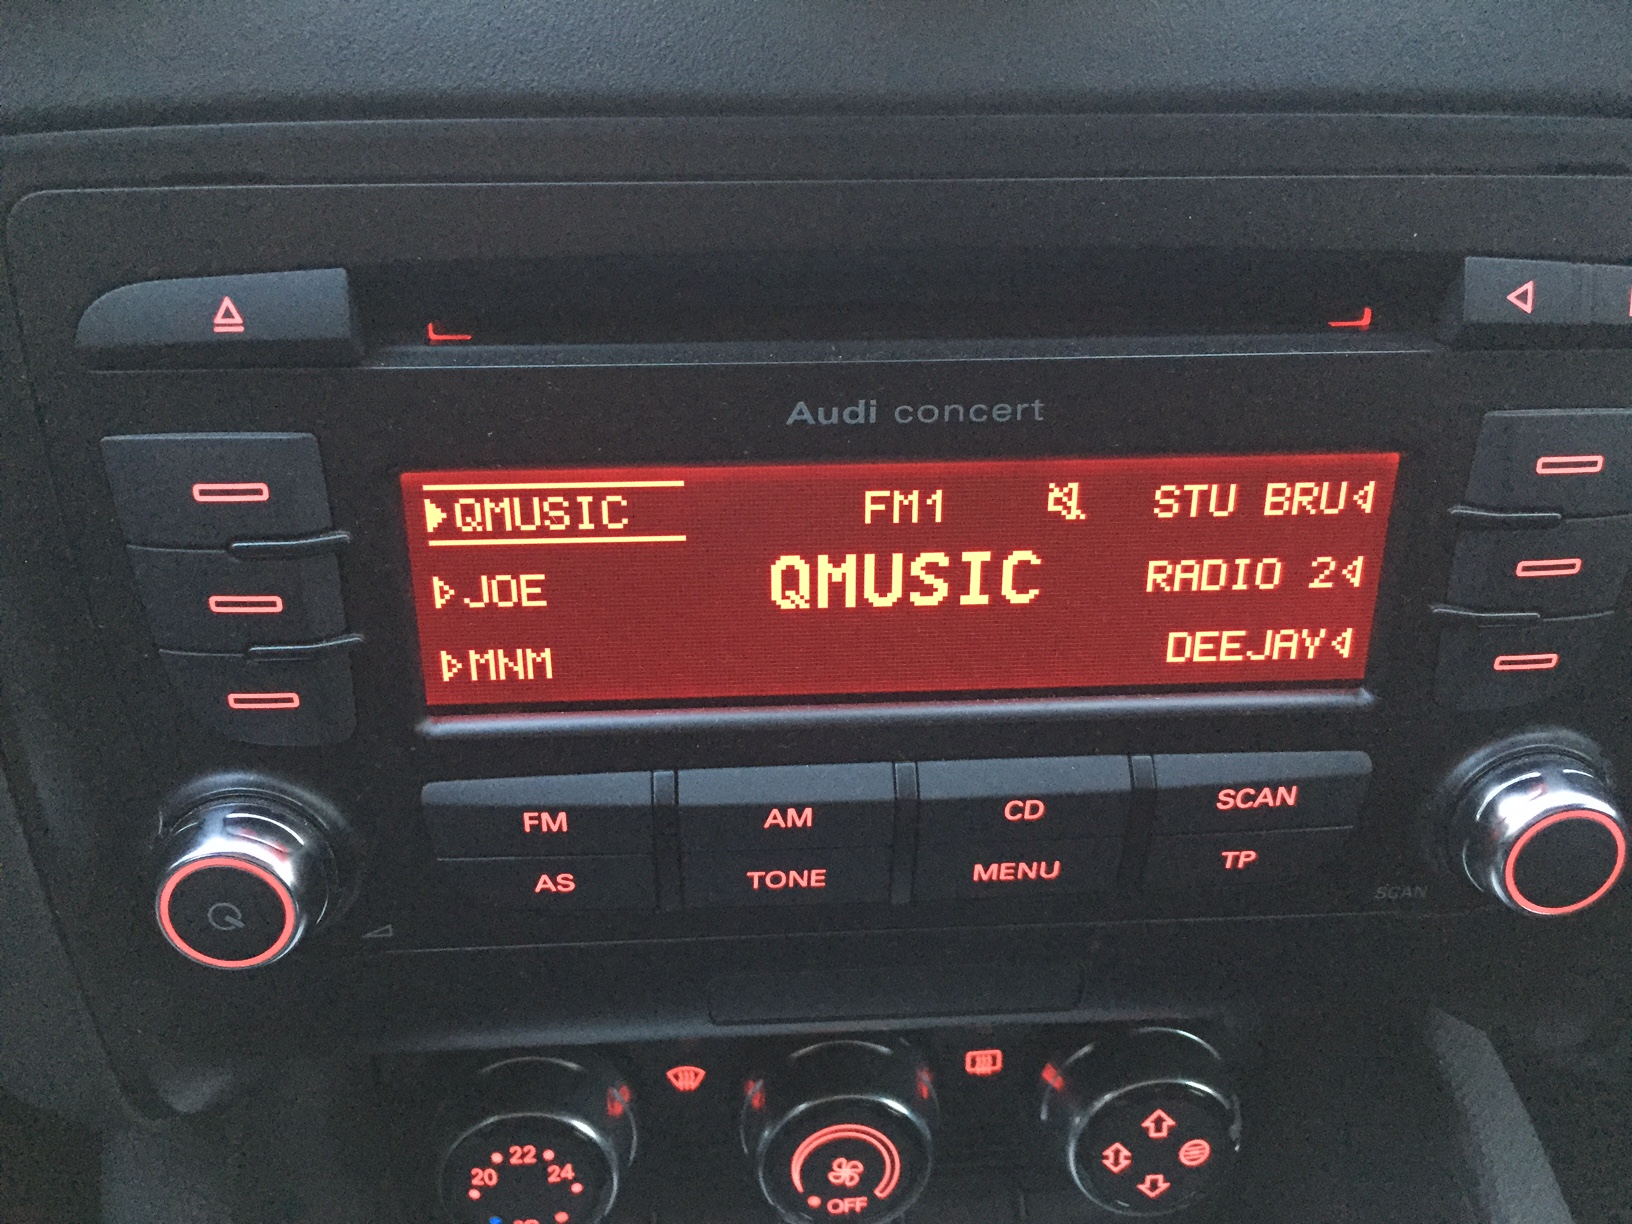 Audi concert
QMUSIC FM1 STU BRU
JOE QMUSIC RADIO 2
MNM DEEJAY
FM AM CD SCAN
AS TONE MENU TP
SCAN
20 22 24
OFF